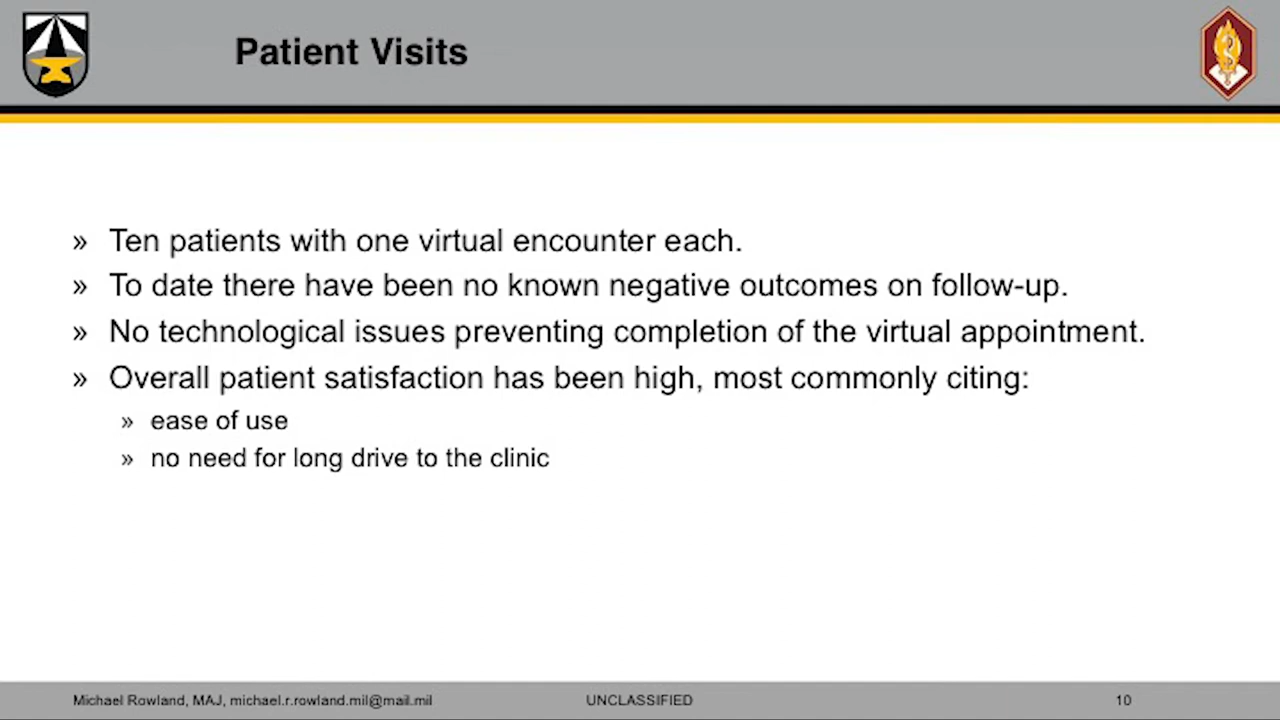 Patient Visits
» Ten patients with one virtual encounter each.
» To date there have been no known negative outcomes on follow-up.
» No technological issues preventing completion of the virtual appointment.
» Overall patient satisfaction has been high, most commonly citing:
» ease of use
» no need for long drive to the clinic
Michael Rowland, MAJ, michael.r.rowland.mil@mail.mil UNCLASSIFIED 10